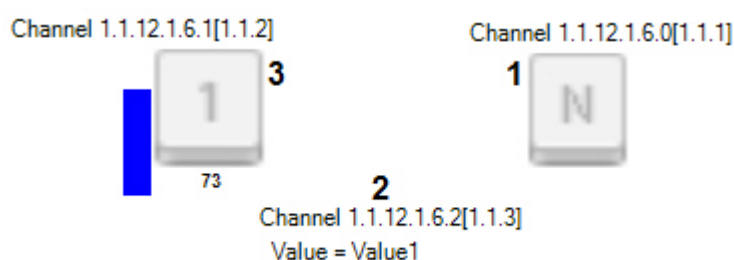 Channel 1.1.12.1.6.1[1.1.2]
Channel 1.1.12.1.6.0[1.1.1]
3
1
1
N
73
2
Channel 1.1.12.1.6.2[1.1.3]
Value = Value1